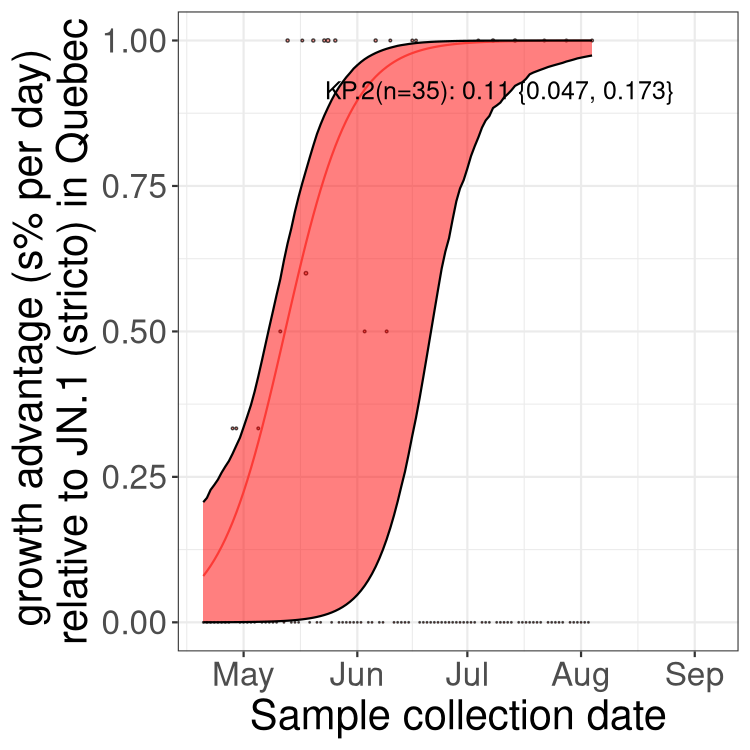 growth advantage (s% per day)
relative to JN.1 (stricto) in Quebec
1.00
0.75
0.50
0.25
0.00
KP.2(n=35): 0.11 {0.047, 0.173}
May Jun Jul Aug Sep
Sample collection date